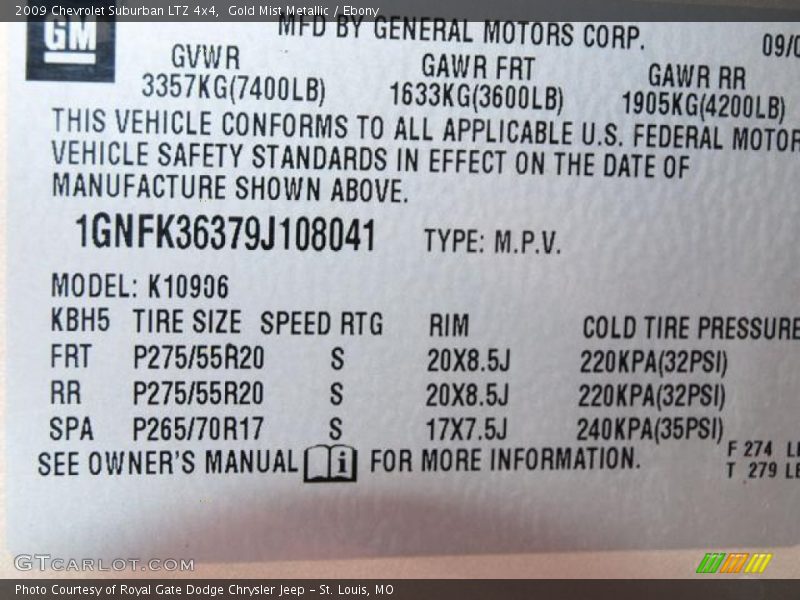 2009 Chevrolet Suburban LTZ 4x4, Gold Mist Metallic / Ebony
GM
MFD BY GENERAL MOTORS CORP.
09/0
GVWR GAWR FRT GAWR RR
3357KG(7400LB) 1633KG(3600LB) 1905KG(4200LB)
THIS VEHICLE CONFORMS TO ALL APPLICABLE U.S. FEDERAL MOTOR
VEHICLE SAFETY STANDARDS IN EFFECT ON THE DATE OF
MANUFACTURE SHOWN ABOVE.
1GNFK36379J108041 TYPE: M.P.V.
MODEL: K10906
KBH5 TIRE SIZE SPEED RTG RIM COLD TIRE PRESSURE
FRT P275/55R20 S 20X8.5J 220KPA(32PSI)
RR P275/55R20 S 20X8.5J 220KPA(32PSI)
SPA P265/70R17 S 17X7.5J 240KPA(35PSI)
SEE OWNER'S MANUAL i FOR MORE INFORMATION.
F 274 L
T 279 LE
GTCARLOT.COM
Photo Courtesy of Royal Gate Dodge Chrysler Jeep - St. Louis, MO